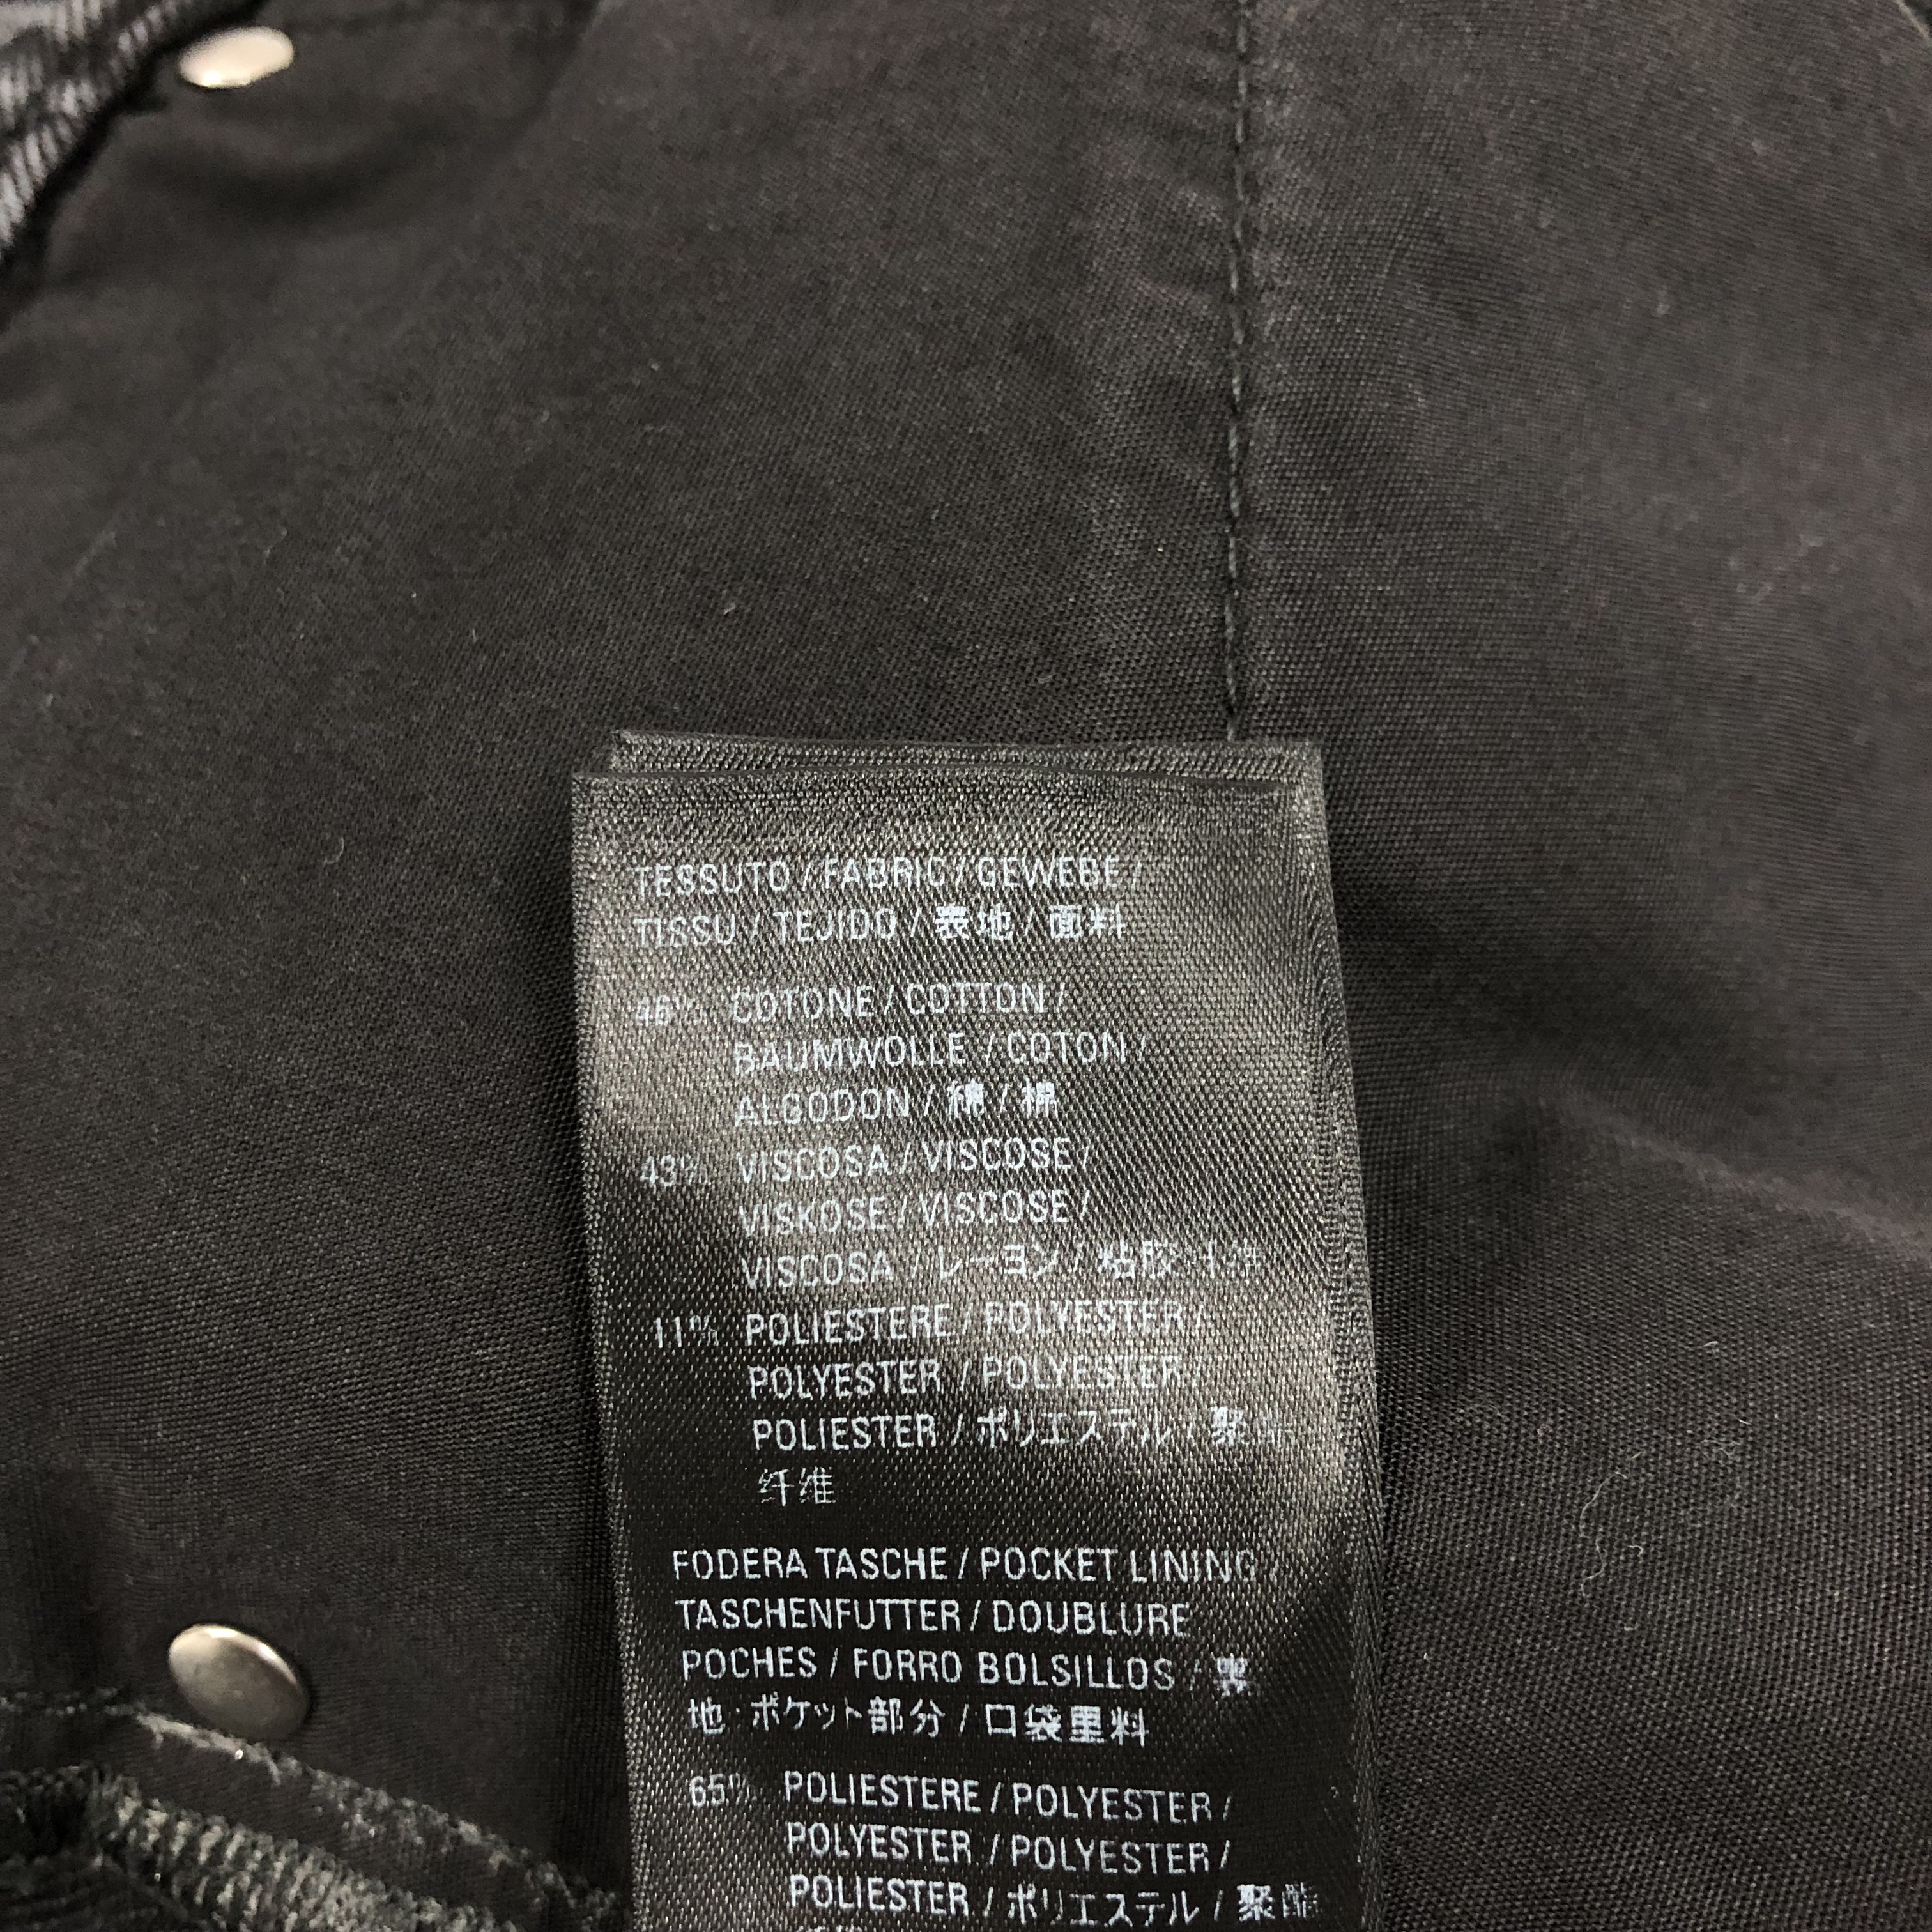 TESSUTO / FABRIC / GEWEBE /
TISSU / TEJIDO / 表地 / 面料
46% COTONE / COTTON /
BAUMWOLLE / COTON /
ALGODON / 綿 / 棉
43% VISCOSA / VISCOSE /
VISKOSE / VISCOSE /
VISCOSA / レーヨン / 粘胶
11% POLIESTERE / POLYESTER /
POLYESTER / POLYESTER /
POLIESTER / ポリエステル / 聚酯
纤维
FODERA TASCHE / POCKET LINING
TASCHENFUTTER / DOUBLURE
POCHES / FORRO BOLSILLOS / 裏
地・ポケット部分 / 口袋里料
65% POLIESTERE / POLYESTER /
POLYESTER / POLYESTER /
POLIESTER / ポリエステル / 聚酯